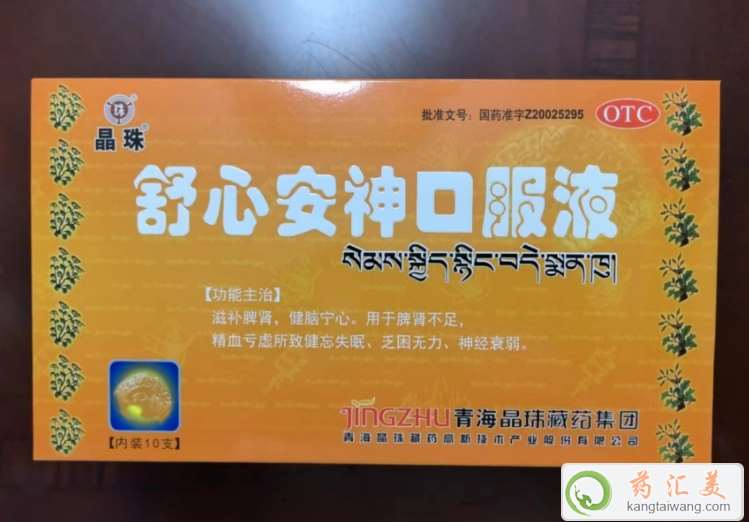 珠
晶珠
批准文号：国药准字Z20025295
OTC
舒心安神口服液
སེམས་སྐྱིད་སྙིང་བདེ་སྨན་ཁུ།
【功能主治】
滋补脾肾，健脑宁心。用于脾肾不足，
精血亏虚所致健忘失眠、乏困无力、神经衰弱。
【内装10支】
JINGZHU青海晶珠藏药集团
青海晶珠藏药高新技术产业股份有限公司
药汇美
kangtaiwang.com